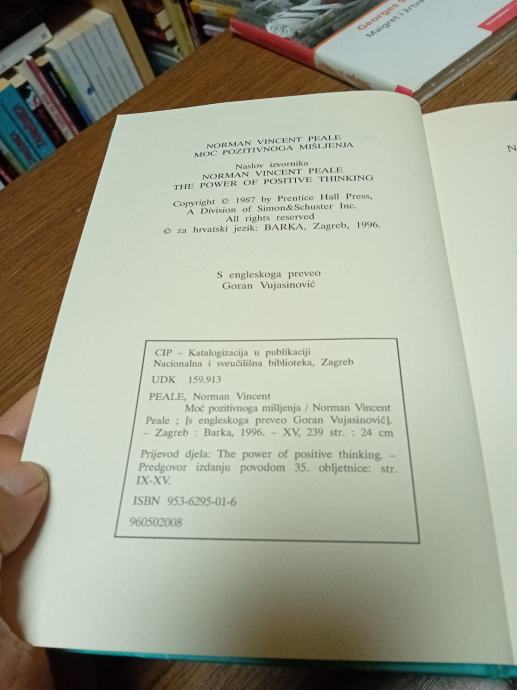 Georges
Maigret i žrtva
NORMAN VINCENT PEALE
MOĆ POZITIVNOGA MIŠLJENJA
Naslov izvornika
NORMAN VINCENT PEALE
THE POWER OF POSITIVE THINKING
Copyright © 1987 by Prentice Hall Press,
A Division of Simon&Schuster Inc.
All rights reserved
© za hrvatski jezik: BARKA, Zagreb, 1996.
S engleskoga preveo
Goran Vujasinović
CIP – Katalogizacija u publikaciji
Nacionalna i sveučilišna biblioteka, Zagreb
UDK 159.913
PEALE, Norman Vincent
Moć pozitivnoga mišljenja / Norman Vincent
Peale ; [s engleskoga preveo Goran Vujasinović].
– Zagreb : Barka, 1996. – XV, 239 str. : 24 cm
Prijevod djela: The power of positive thinking. –
Predgovor izdanju povodom 35. obljetnice: str.
IX-XV.
ISBN 953-6295-01-6
960502008
N